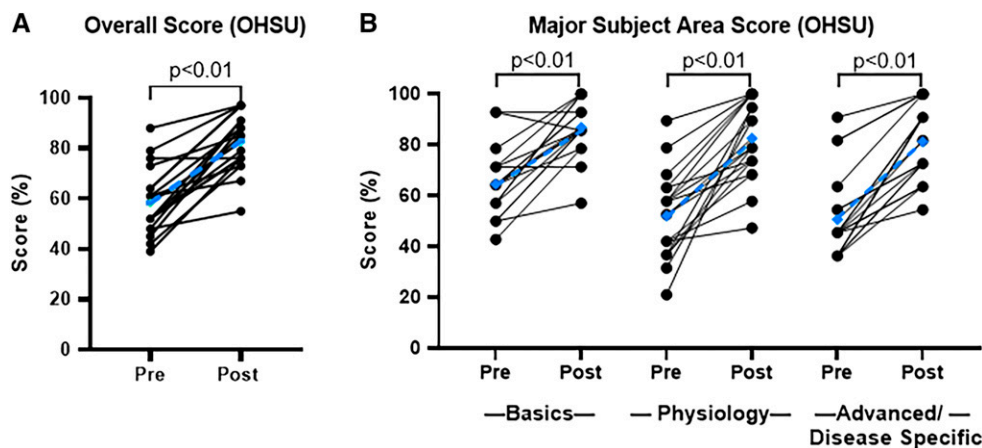 A Overall Score (OHSU)
p<0.01
Score (%)
100
80
60
40
20
0
Pre Post
B Major Subject Area Score (OHSU)
p<0.01 p<0.01 p<0.01
Score (%)
100
80
60
40
20
0
Pre Post Pre Post Pre Post
Basics Physiology Advanced/
Disease Specific